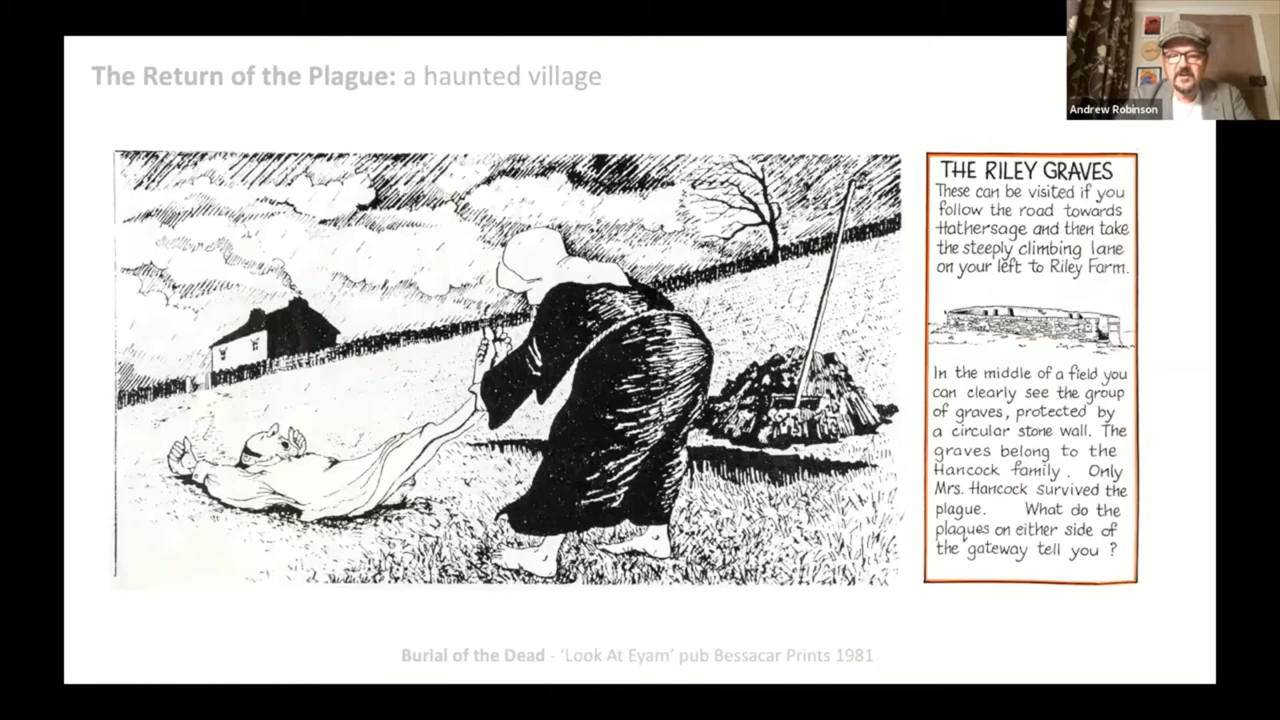 The Return of the Plague: a haunted village
Andrew Robinson
THE RILEY GRAVES
These can be visited if you
follow the road towards
Hathersage and then take
the steeply climbing lane
on your left to Riley Farm.
In the middle of a field you
can clearly see the group
of graves, protected by
a circular stone wall. The
graves belong to the
Hancock family. Only
Mrs. Hancock survived the
plague. What do the
plaques on either side of
the gateway tell you ?
Burial of the Dead - 'Look At Eyam' pub Bessacar Prints 1981